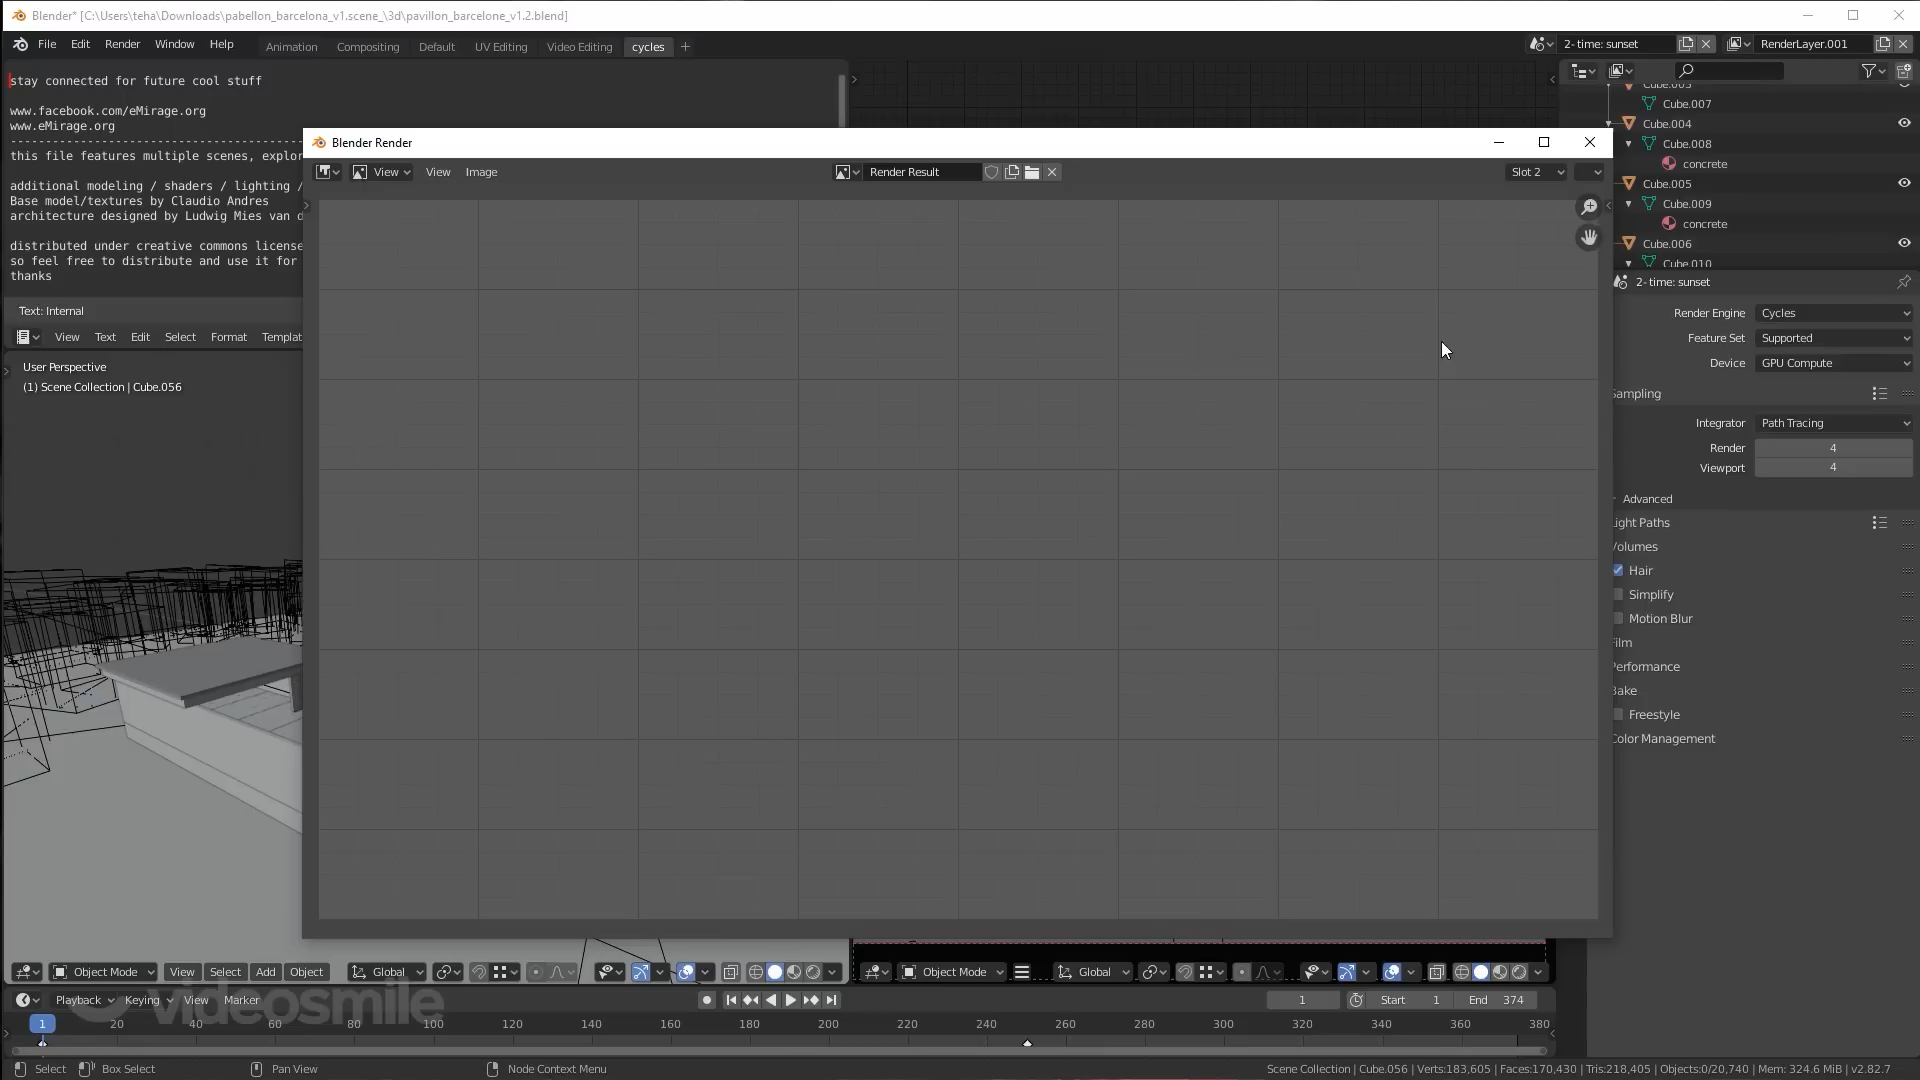 Blender* [C:\Users\teha\Downloads\pabellon_barcelona_v1.scene_\3d\pavillon_barcelone_v1.2.blend]
File Edit Render Window Help Animation Compositing Default UV Editing Video Editing cycles + 2- time: sunset RenderLayer.001
stay connected for future cool stuff
www.facebook.com/eMirage.org
www.eMirage.org
this file features multiple scenes, explor
additional modeling / shaders / lighting /
Base model/textures by Claudio Andres
architecture designed by Ludwig Mies van d
distributed under creative commons license
so feel free to distribute and use it for
thanks
Text: Internal
View Text Edit Select Format Templat
User Perspective
(1) Scene Collection | Cube.056
Blender Render
View View Image Render Result Slot 2
Cube.003
Cube.007
Cube.004
Cube.008
concrete
Cube.005
Cube.009
concrete
Cube.006
Cube.010
2- time: sunset
Render Engine Cycles
Feature Set Supported
Device GPU Compute
Sampling
Integrator Path Tracing
Render 4
Viewport 4
Advanced
Light Paths
Volumes
Hair
Simplify
Motion Blur
Film
Performance
Bake
Freestyle
Color Management
Object Mode View Select Add Object Global
Object Mode Global
Playback Keying View Marker 1 Start 1 End 374
videosmile
1 20 40 60 80 100 120 140 160 180 200 220 240 260 280 300 320 340 360 380
Select Box Select Pan View Node Context Menu Scene Collection | Cube.056 | Verts:183,605 | Faces:170,430 | Tris:218,405 | Objects:0/20,740 | Mem: 324.6 MiB | v2.82.7